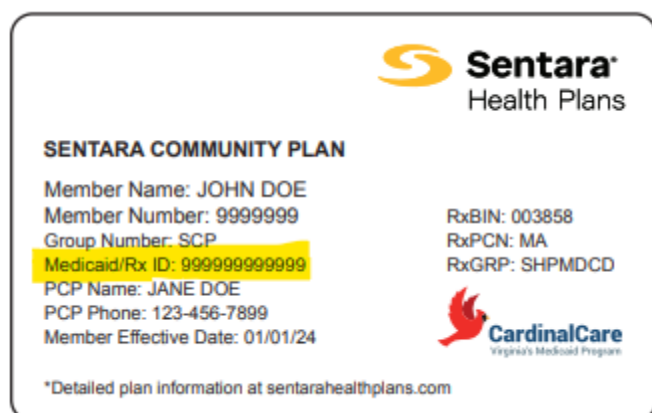 Sentara
Health Plans
SENTARA COMMUNITY PLAN
Member Name: JOHN DOE
Member Number: 9999999
Group Number: SCP
Medicaid/Rx ID: 999999999999
PCP Name: JANE DOE
PCP Phone: 123-456-7899
Member Effective Date: 01/01/24
RxBIN: 003858
RxPCN: MA
RxGRP: SHPMDCD
CardinalCare
Virginia's Medicaid Program
*Detailed plan information at sentarahealthplans.com